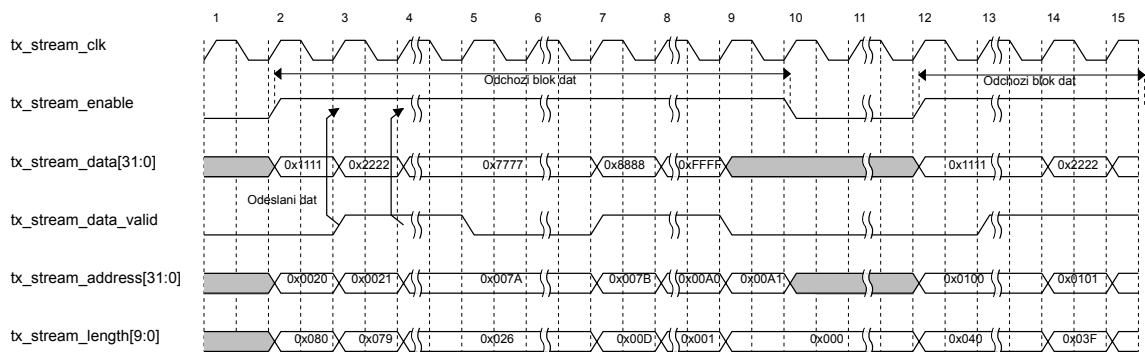 1 2 3 4 5 6 7 8 9 10 11 12 13 14 15
tx_stream_clk
Odchozi blok dat Odchozi blok dat
tx_stream_enable
tx_stream_data[31:0] 0x1111 0x2222 0x7777 0x8888 0xFFFF 0x1111 0x2222
Odeslani dat
tx_stream_data_valid
tx_stream_address[31:0] 0x0020 0x0021 0x007A 0x007B 0x00A0 0x00A1 0x0100 0x0101
tx_stream_length[9:0] 0x080 0x079 0x026 0x00D 0x001 0x000 0x040 0x03F